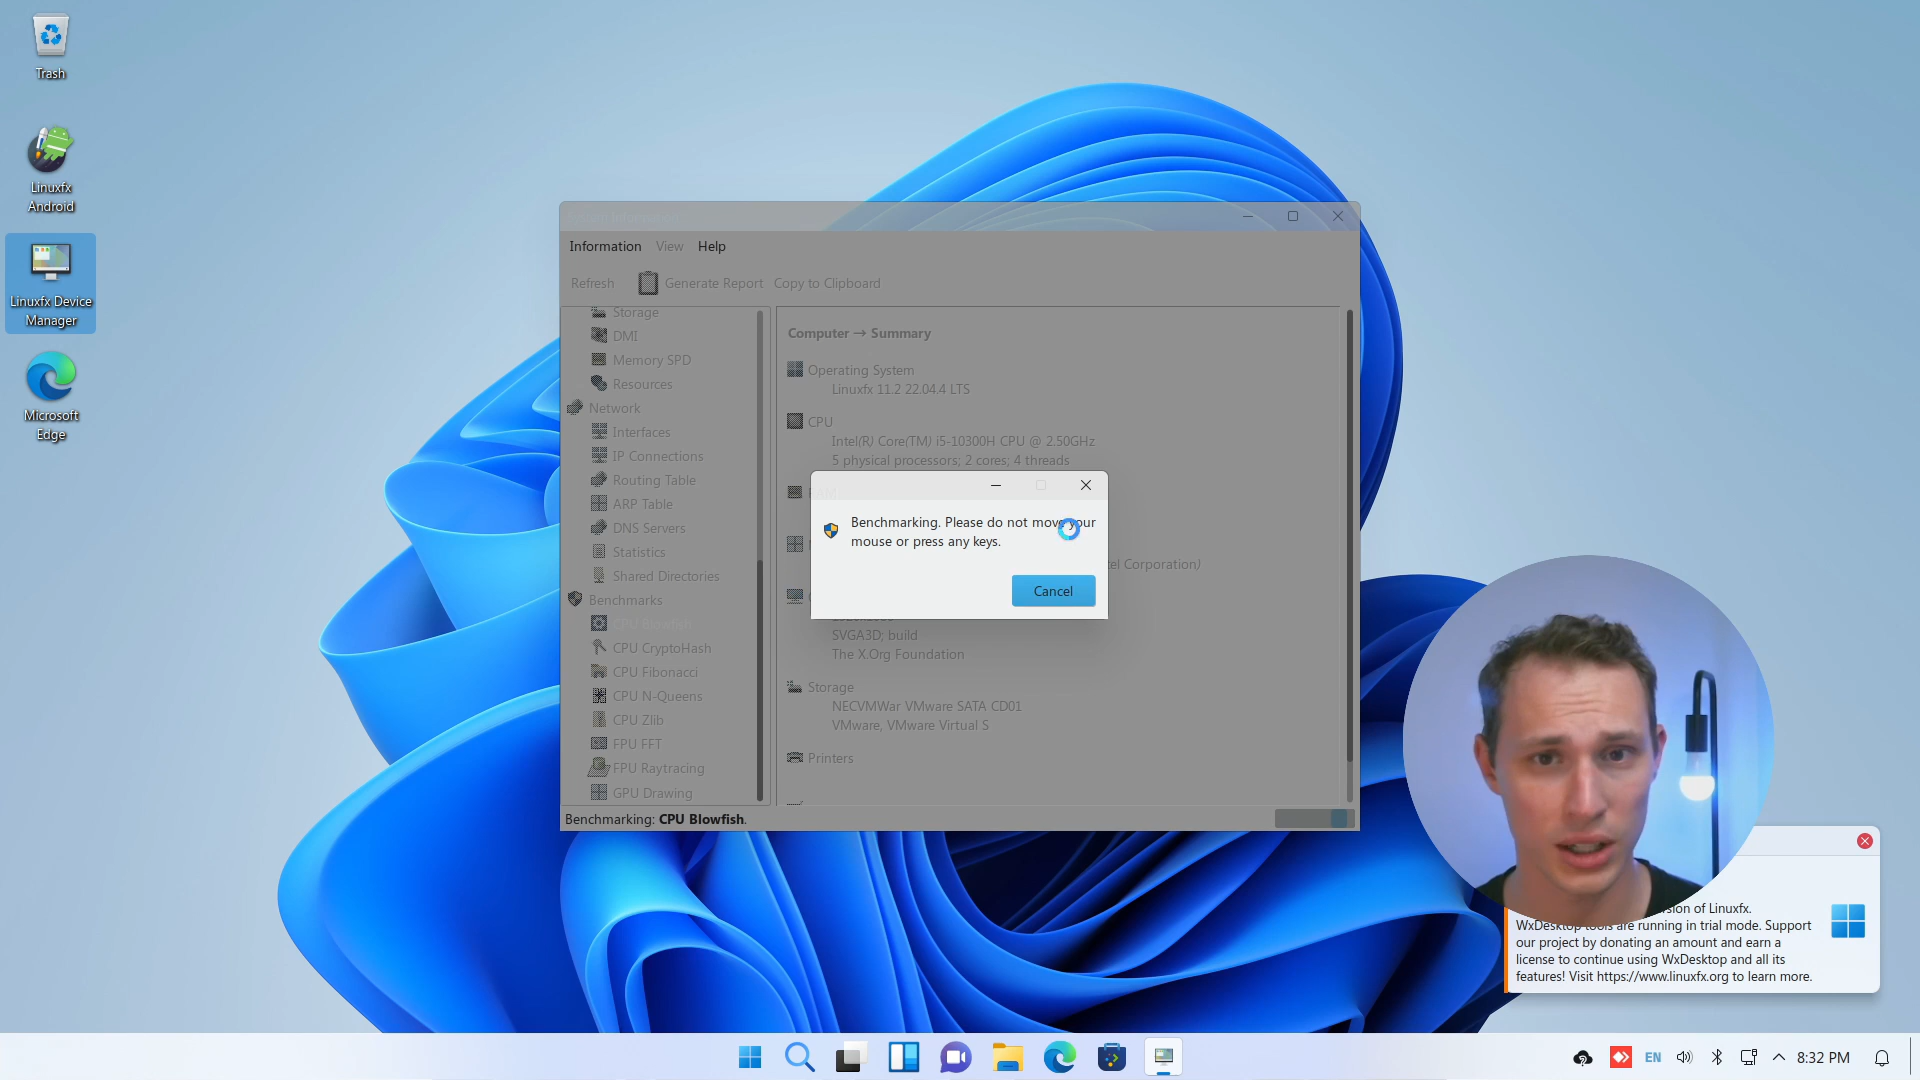 Trash
Linuxfx
Android
Linuxfx Device
Manager
Microsoft
Edge
Information View Help
Refresh Generate Report Copy to Clipboard
Storage
DMI
Memory SPD
Resources
Network
Interfaces
IP Connections
Routing Table
ARP Table
DNS Servers
Statistics
Shared Directories
Benchmarks
CPU Blowfish
CPU CryptoHash
CPU Fibonacci
CPU N-Queens
CPU Zlib
FPU FFT
FPU Raytracing
GPU Drawing
Computer → Summary
Operating System
Linuxfx 11.2 22.04.4 LTS
CPU
Intel(R) Core(TM) i5-10300H CPU @ 2.50GHz
5 physical processors; 2 cores; 4 threads
RAM
tel Corporation)
SVGA3D; build
The X.Org Foundation
Storage
NECVMWar VMware SATA CD01
VMware, VMware Virtual S
Printers
Benchmarking. Please do not move your
mouse or press any keys.
Cancel
Benchmarking: CPU Blowfish.
rsion of Linuxfx.
WxDesktop tools are running in trial mode. Support
our project by donating an amount and earn a
license to continue using WxDesktop and all its
features! Visit https://www.linuxfx.org to learn more.
EN
8:32 PM